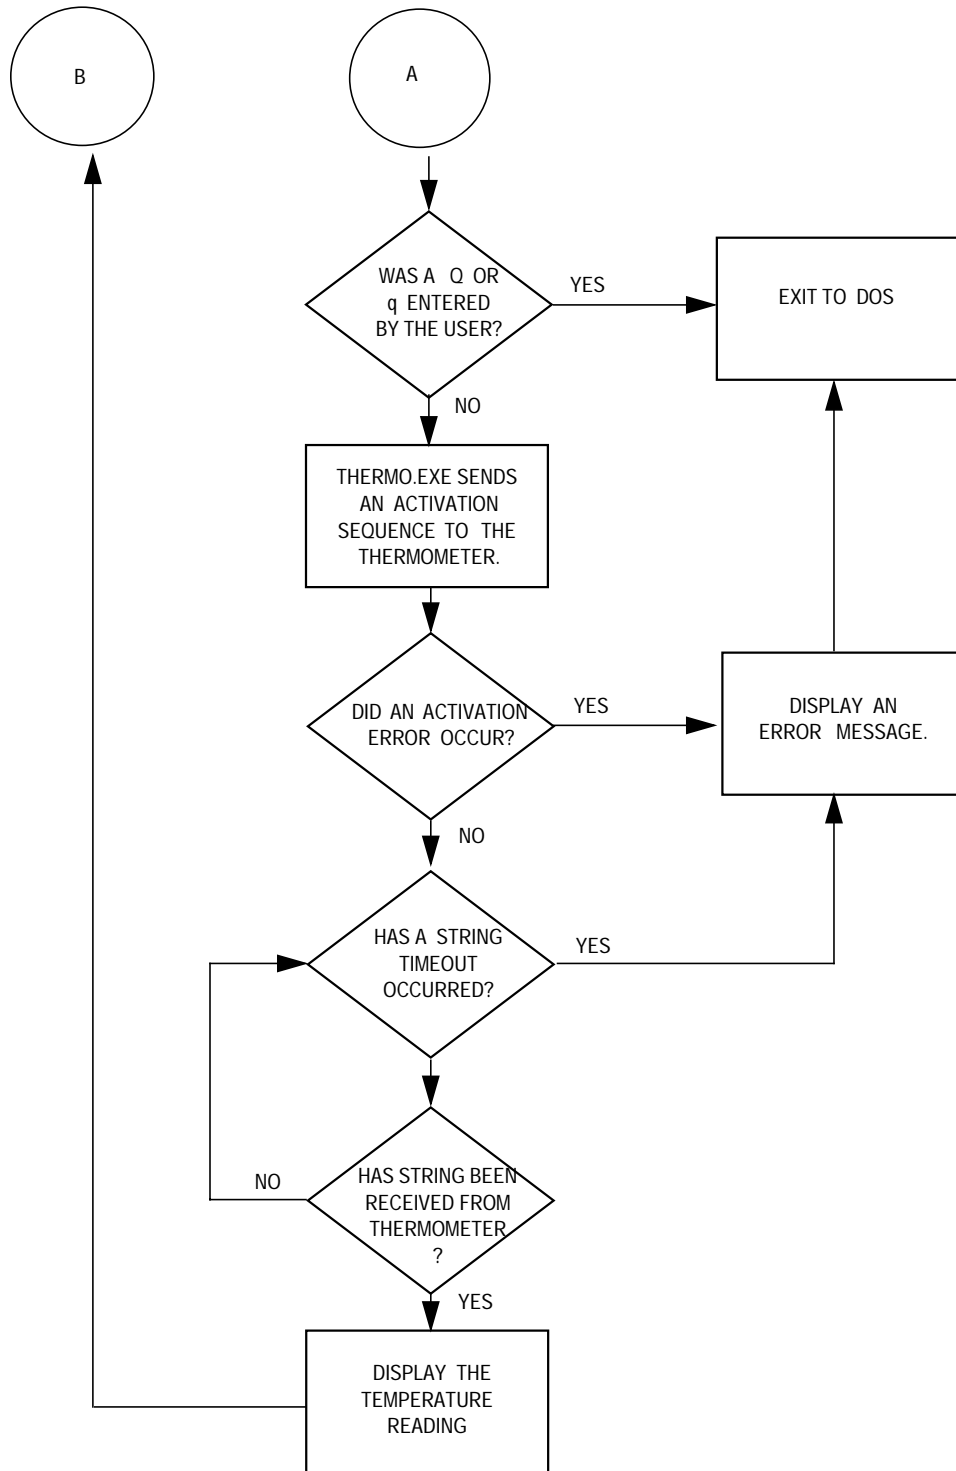 B
A
WAS A Q OR
q ENTERED
BY THE USER?
YES
EXIT TO DOS
NO
THERMO.EXE SENDS
AN ACTIVATION
SEQUENCE TO THE
THERMOMETER.
DID AN ACTIVATION
ERROR OCCUR?
YES
DISPLAY AN
ERROR MESSAGE.
NO
HAS A STRING
TIMEOUT
OCCURRED?
YES
HAS STRING BEEN
RECEIVED FROM
THERMOMETER
?
NO
YES
DISPLAY THE
TEMPERATURE
READING